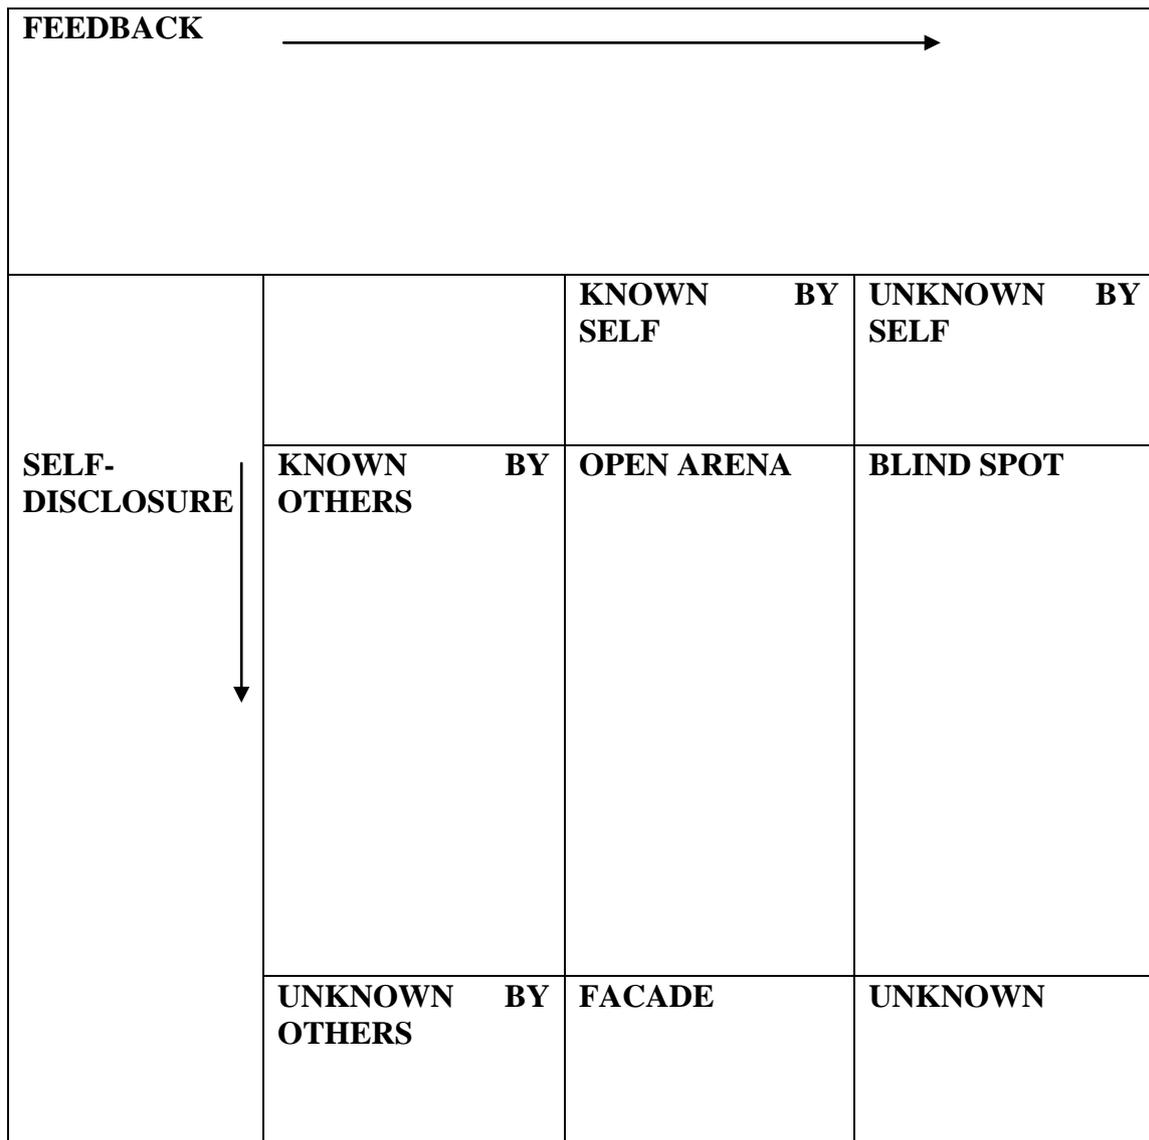 FEEDBACK
KNOWN BY
SELF
UNKNOWN BY
SELF
SELF-
DISCLOSURE
KNOWN BY
OTHERS
OPEN ARENA
BLIND SPOT
UNKNOWN BY
OTHERS
FACADE
UNKNOWN